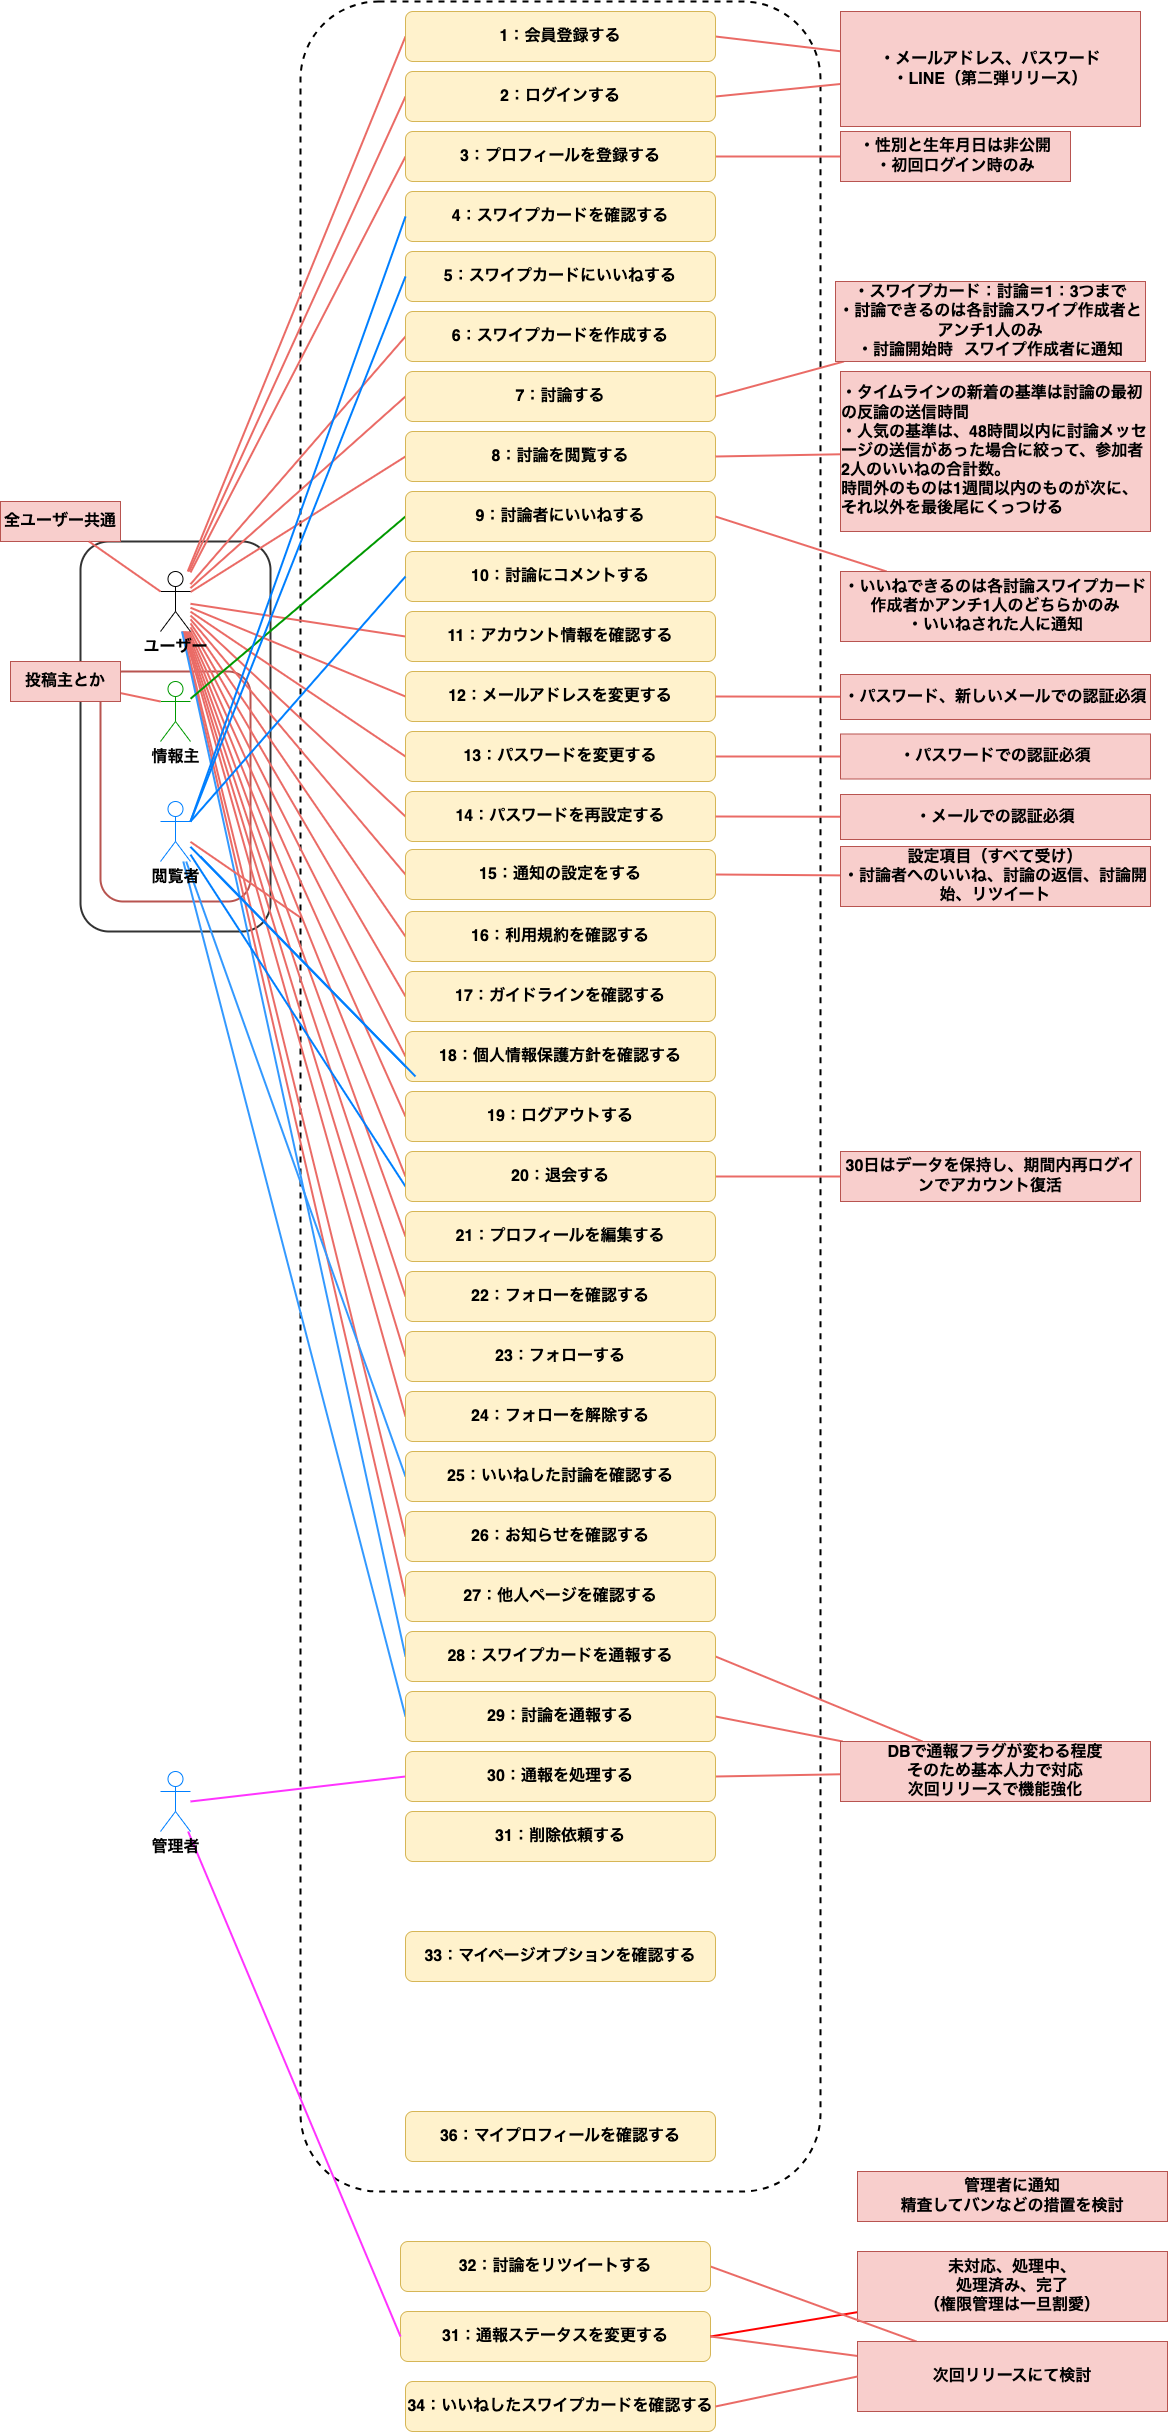 1：会員登録する
・メールアドレス、パスワード
・LINE（第二弾リリース）
2：ログインする
3：プロフィールを登録する
・性別と生年月日は非公開
・初回ログイン時のみ
4：スワイプカードを確認する
5：スワイプカードにいいねする
6：スワイプカードを作成する
・スワイプカード：討論＝1：3つまで
・討論できるのは各討論スワイプ作成者と
アンチ1人のみ
・討論開始時 スワイプ作成者に通知
7：討論する
8：討論を閲覧する
・タイムラインの新着の基準は討論の最初
の反論の送信時間
・人気の基準は、48時間以内に討論メッセ
ージの送信があった場合に絞って、参加者
2人のいいねの合計数。
時間外のものは1週間以内のものが次に、
それ以外を最後尾にくっつける
9：討論者にいいねする
全ユーザー共通
10：討論にコメントする
・いいねできるのは各討論スワイプカード
作成者かアンチ1人のどちらかのみ
・いいねされた人に通知
ユーザー
11：アカウント情報を確認する
投稿主とか
12：メールアドレスを変更する
・パスワード、新しいメールでの認証必須
情報主
13：パスワードを変更する
・パスワードでの認証必須
14：パスワードを再設定する
・メールでの認証必須
閲覧者
15：通知の設定をする
設定項目（すべて受け）
・討論者へのいいね、討論の返信、討論開
始、リツイート
16：利用規約を確認する
17：ガイドラインを確認する
18：個人情報保護方針を確認する
19：ログアウトする
20：退会する
30日はデータを保持し、期間内再ログイ
ンでアカウント復活
21：プロフィールを編集する
22：フォローを確認する
23：フォローする
24：フォローを解除する
25：いいねした討論を確認する
26：お知らせを確認する
27：他人ページを確認する
28：スワイプカードを通報する
29：討論を通報する
DBで通報フラグが変わる程度
そのため基本人力で対応
次回リリースで機能強化
30：通報を処理する
管理者
31：削除依頼する
33：マイページオプションを確認する
36：マイプロフィールを確認する
管理者に通知
精査してバンなどの措置を検討
32：討論をリツイートする
未対応、処理中、
処理済み、完了
（権限管理は一旦割愛）
31：通報ステータスを変更する
次回リリースにて検討
34：いいねしたスワイプカードを確認する